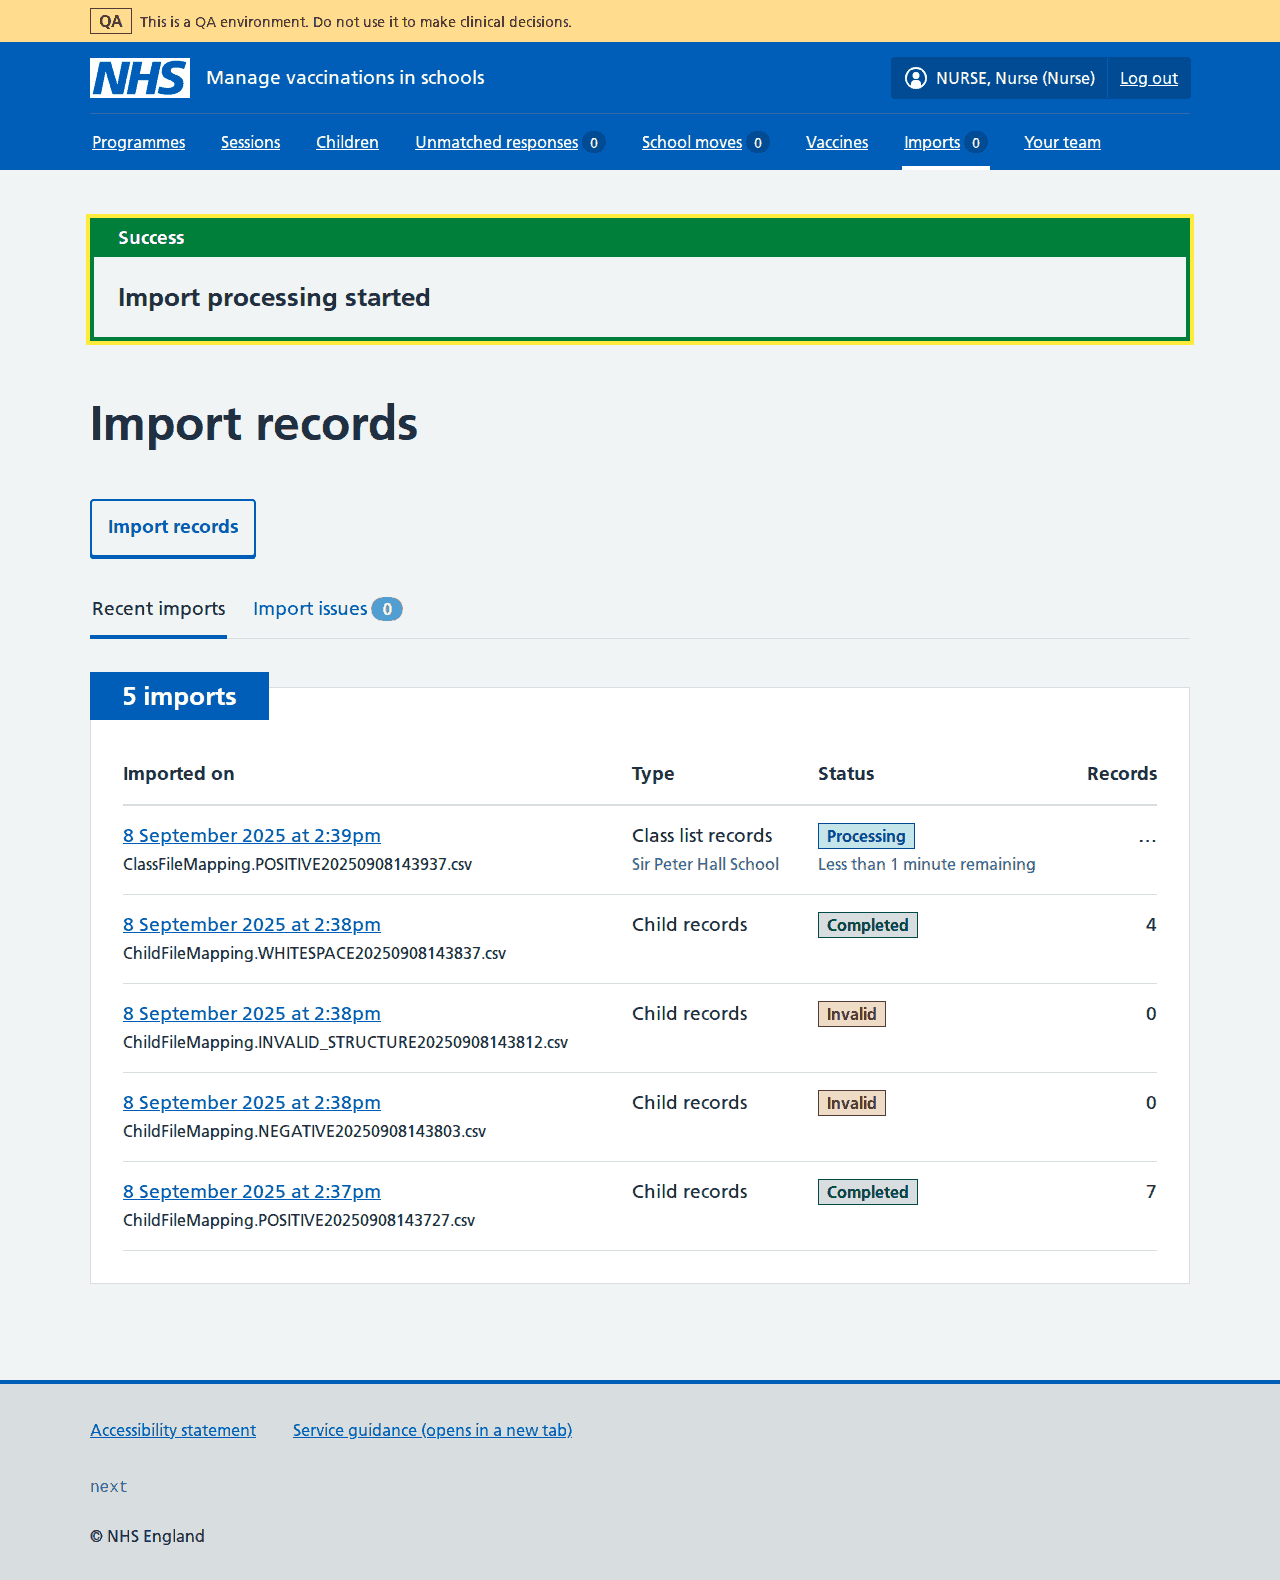 QA This is a QA environment. Do not use it to make clinical decisions.
NHS Manage vaccinations in schools NURSE, Nurse (Nurse) Log out
Programmes Sessions Children Unmatched responses 0 School moves 0 Vaccines Imports 0 Your team
Success
Import processing started
Import records
Import records
Recent imports Import issues 0
5 imports
Imported on Type Status Records
8 September 2025 at 2:39pm Class list records Processing ...
ClassFileMapping.POSITIVE20250908143937.csv Sir Peter Hall School Less than 1 minute remaining
8 September 2025 at 2:38pm Child records Completed 4
ChildFileMapping.WHITESPACE20250908143837.csv
8 September 2025 at 2:38pm Child records Invalid 0
ChildFileMapping.INVALID_STRUCTURE20250908143812.csv
8 September 2025 at 2:38pm Child records Invalid 0
ChildFileMapping.NEGATIVE20250908143803.csv
8 September 2025 at 2:37pm Child records Completed 7
ChildFileMapping.POSITIVE20250908143727.csv
Accessibility statement Service guidance (opens in a new tab)
next
© NHS England